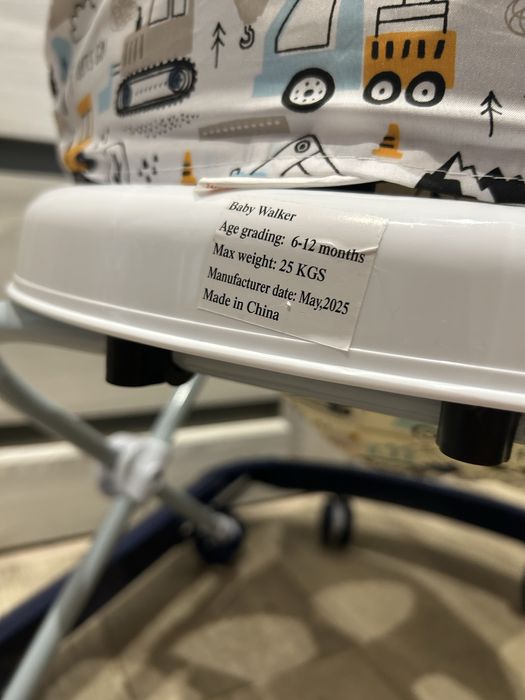 Baby Walker
Age grading: 6-12 months
Max weight: 25 KGS
Manufacturer date: May,2025
Made in China